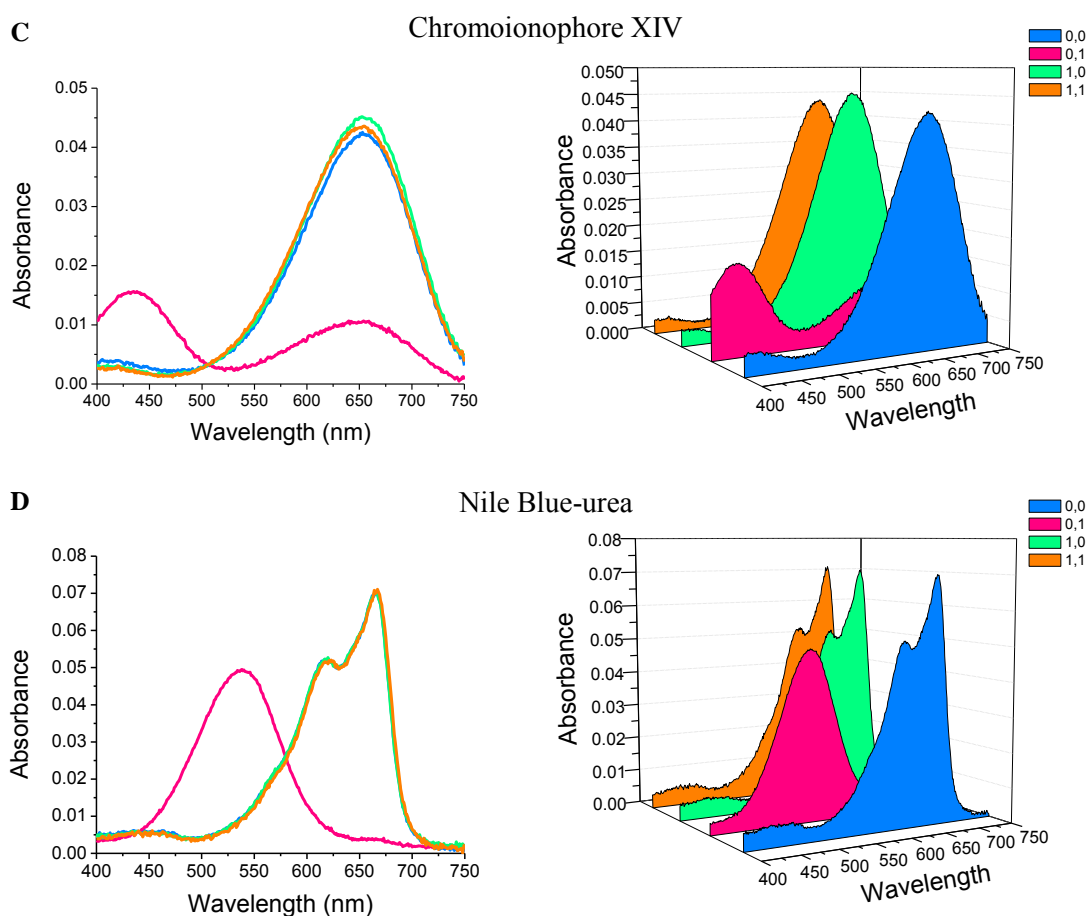 C
Chromoionophore XIV
0.05
0.04
0.03
0.02
0.01
0.00
Absorbance
400 450 500 550 600 650 700 750
Wavelength (nm)
0,0
0,1
1,0
1,1
0.050
0.045
0.040
0.035
0.030
0.025
0.020
0.015
0.010
0.005
0.000
Absorbance
400 450 500 550 600 650 700 750
Wavelength
D
Nile Blue-urea
0.08
0.07
0.06
0.05
0.04
0.03
0.02
0.01
0.00
Absorbance
400 450 500 550 600 650 700 750
Wavelength (nm)
0,0
0,1
1,0
1,1
0.08
0.07
0.06
0.05
0.04
0.03
0.02
0.01
0.00
Absorbance
400 450 500 550 600 650 700 750
Wavelength